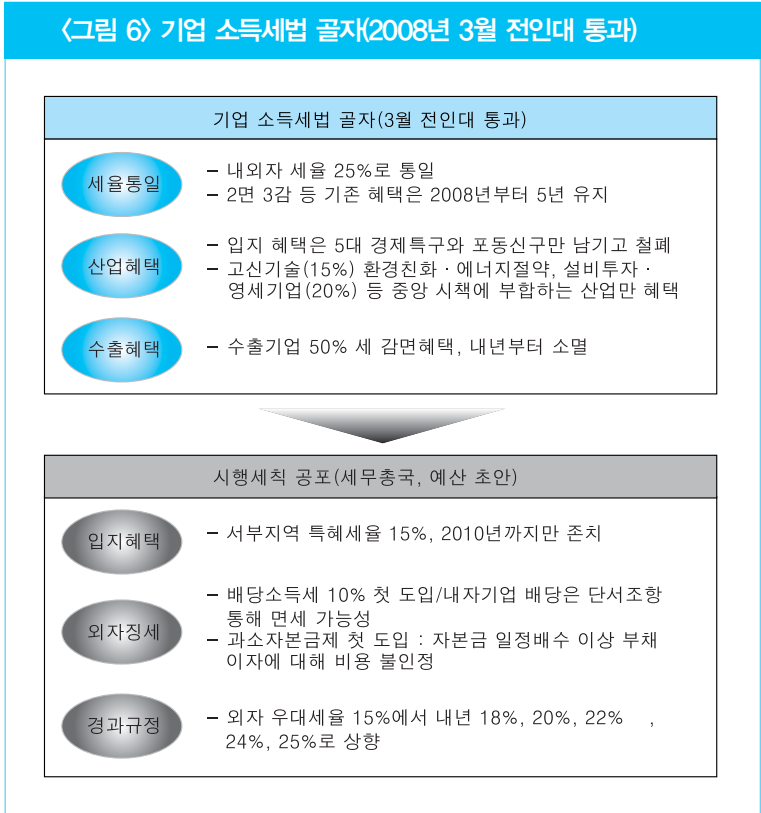 〈그림 6〉 기업 소득세법 골자(2008년 3월 전인대 통과)
기업 소득세법 골자(3월 전인대 통과)
세율통일
– 내외자 세율 25%로 통일
– 2면 3감 등 기존 혜택은 2008년부터 5년 유지
산업혜택
– 입지 혜택은 5대 경제특구와 포동신구만 남기고 철폐
– 고신기술(15%) 환경친화 · 에너지절약, 설비투자 ·
영세기업(20%) 등 중앙 시책에 부합하는 산업만 혜택
수출혜택
– 수출기업 50% 세 감면혜택, 내년부터 소멸
시행세칙 공포(세무총국, 예산 초안)
입지혜택
– 서부지역 특혜세율 15%, 2010년까지만 존치
외자징세
– 배당소득세 10% 첫 도입/내자기업 배당은 단서조항
통해 면세 가능성
– 과소자본금제 첫 도입 : 자본금 일정배수 이상 부채
이자에 대해 비용 불인정
경과규정
– 외자 우대세율 15%에서 내년 18%, 20%, 22% ,
24%, 25%로 상향